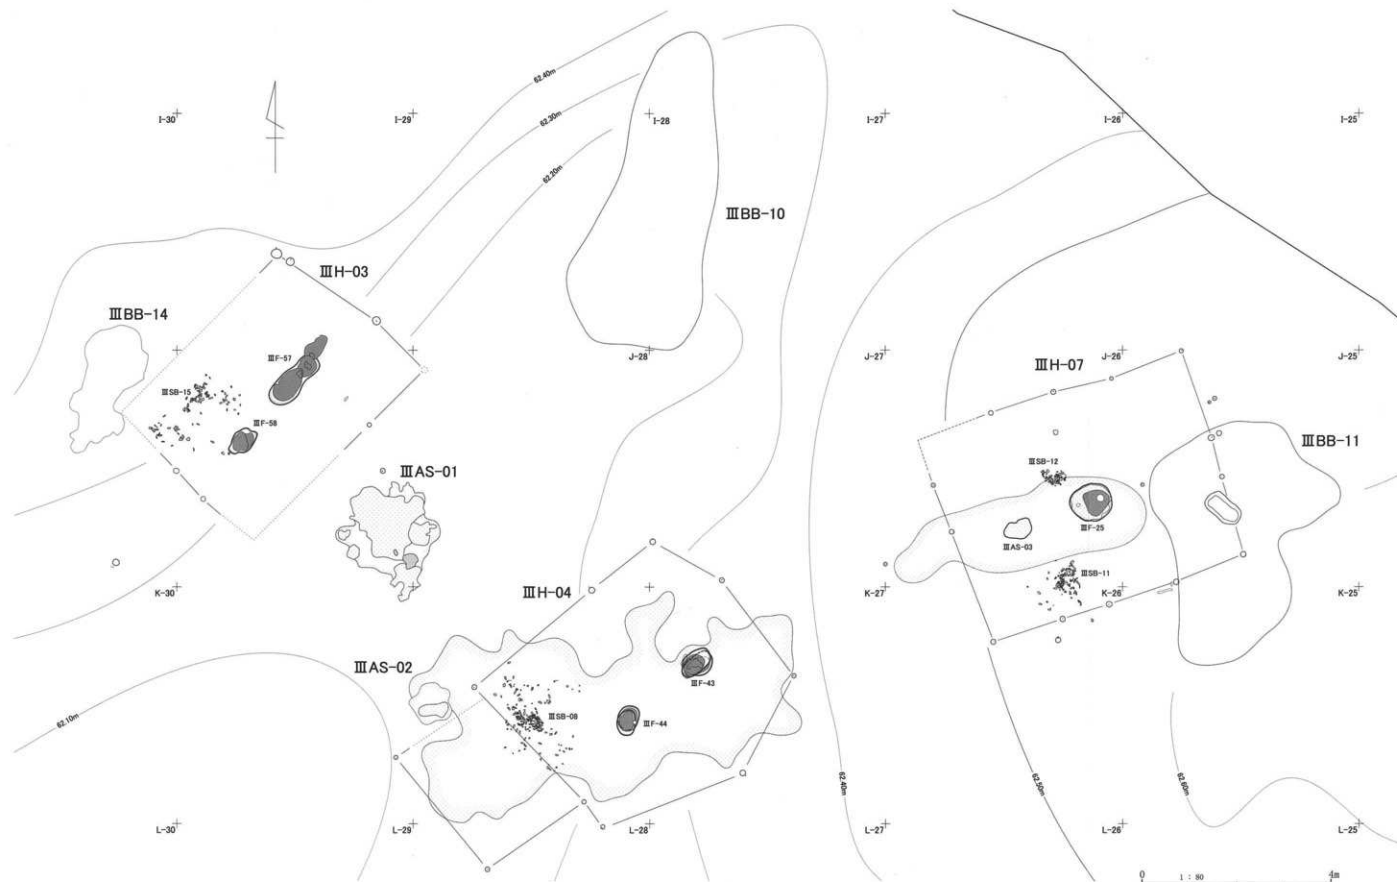 62.40m
I-30
I-29
62.30m
I-28
I-27
I-26
I-25
62.20m
ⅢBB-10
ⅢH-03
ⅢBB-14
ⅢF-57
J-28
J-27
J-26
J-25
ⅢH-07
ⅢSB-15
ⅢF-58
ⅢBB-11
ⅢSB-12
ⅢAS-01
ⅢF-25
ⅢAS-03
ⅢSB-11
K-30
ⅢH-04
K-27
K-26
K-25
ⅢAS-02
ⅢF-43
62.10m
ⅢSB-08
ⅢF-44
62.40m
62.50m
62.60m
L-30
L-29
L-28
L-27
L-26
L-25
0 1 : 80 4m